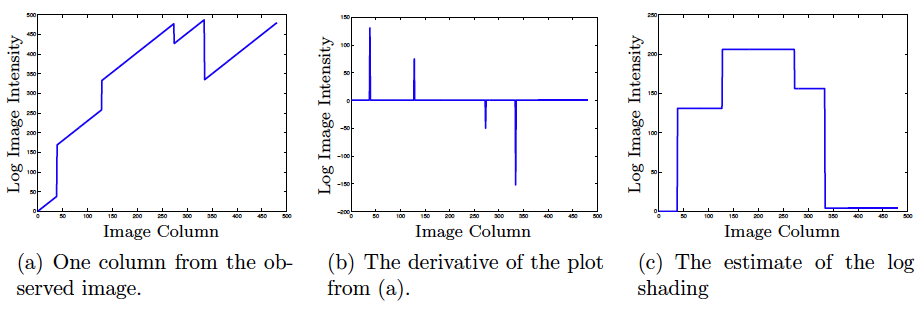 500
450
400
350
300
250
200
150
100
50
0
0 50 100 150 200 250 300 350 400 450 500
Log Image Intensity
Image Column
(a) One column from the ob-
served image.
150
100
50
0
−50
−100
−150
−200
0 50 100 150 200 250 300 350 400 450 500
Log Image Intensity
Image Column
(b) The derivative of the plot
from (a).
250
200
150
100
50
0
0 50 100 150 200 250 300 350 400 450 500
Log Image Intensity
Image Column
(c) The estimate of the log
shading